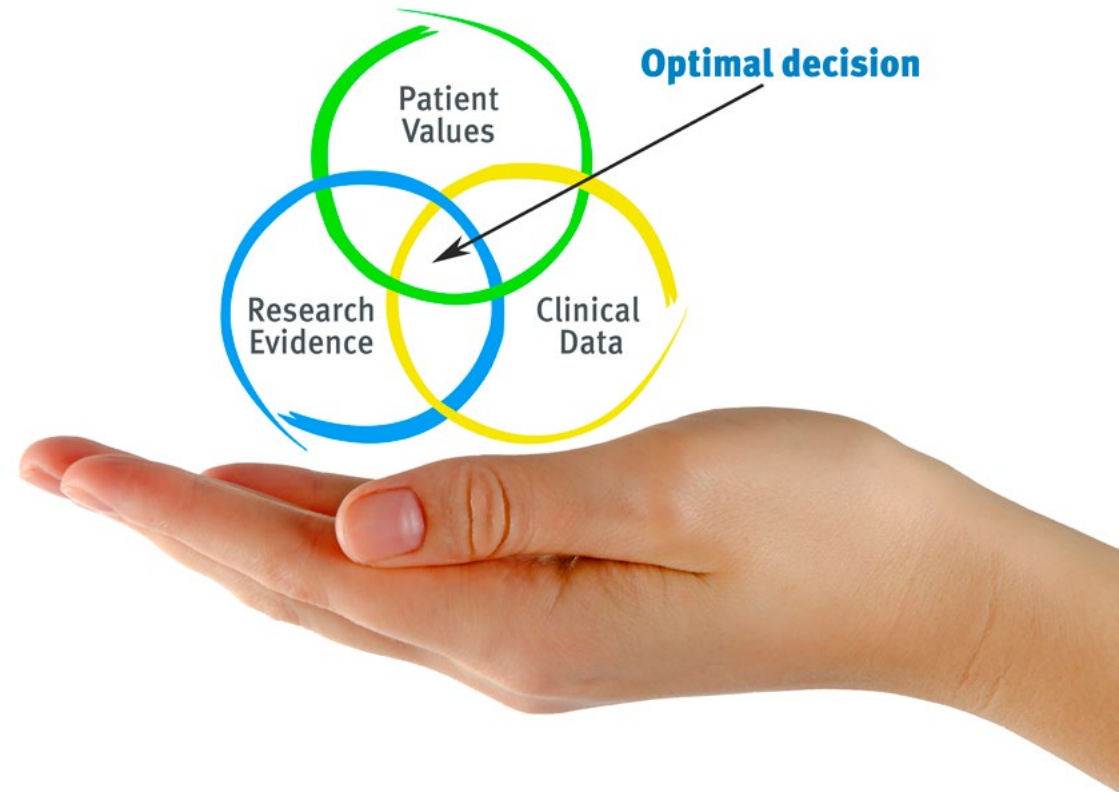 Optimal decision
Patient
Values
Research
Evidence
Clinical
Data